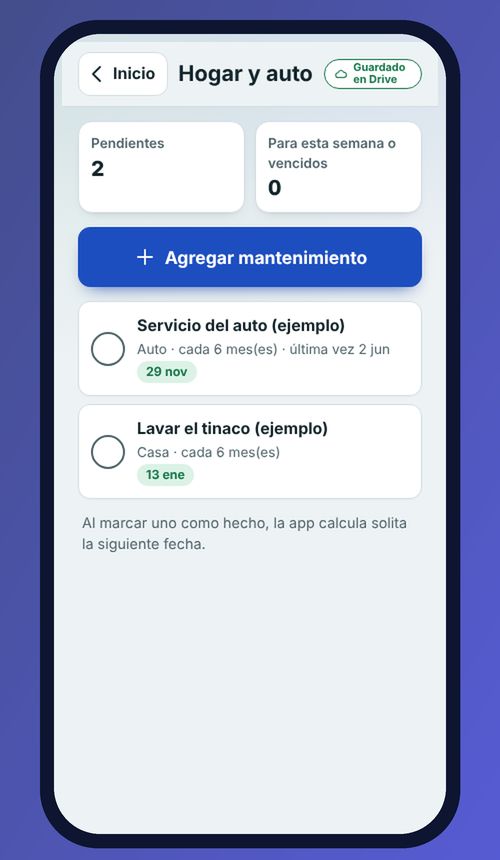 Inicio
Hogar y auto
Guardado
en Drive
Pendientes
2
Para esta semana o
vencidos
0
Agregar mantenimiento
Servicio del auto (ejemplo)
Auto · cada 6 mes(es) · última vez 2 jun
29 nov
Lavar el tinaco (ejemplo)
Casa · cada 6 mes(es)
13 ene
Al marcar uno como hecho, la app calcula solita
la siguiente fecha.